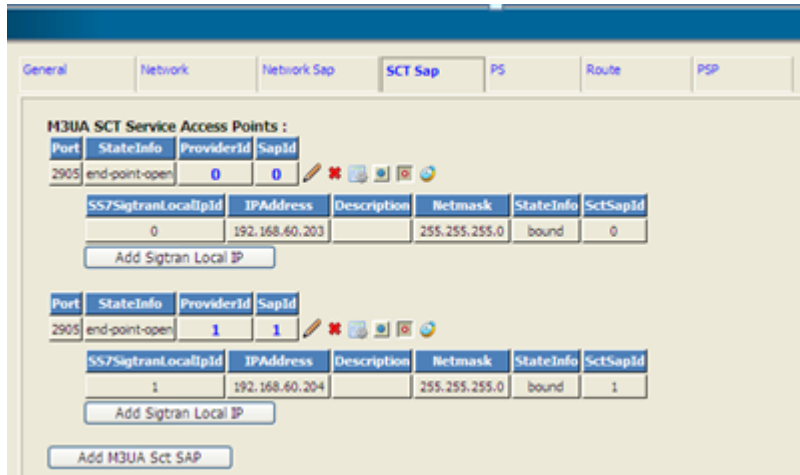 General Network Network Sap SCT Sap PS Route PSP
M3UA SCT Service Access Points :
Port StateInfo ProviderId SapId
2905 end-point-open 0 0
SS7SigtranLocalIpId IPAddress Description Netmask StateInfo SctSapId
0 192.168.60.203 255.255.255.0 bound 0
Add Sigtran Local IP
Port StateInfo ProviderId SapId
2905 end-point-open 1 1
SS7SigtranLocalIpId IPAddress Description Netmask StateInfo SctSapId
1 192.168.60.204 255.255.255.0 bound 1
Add Sigtran Local IP
Add M3UA Sct SAP